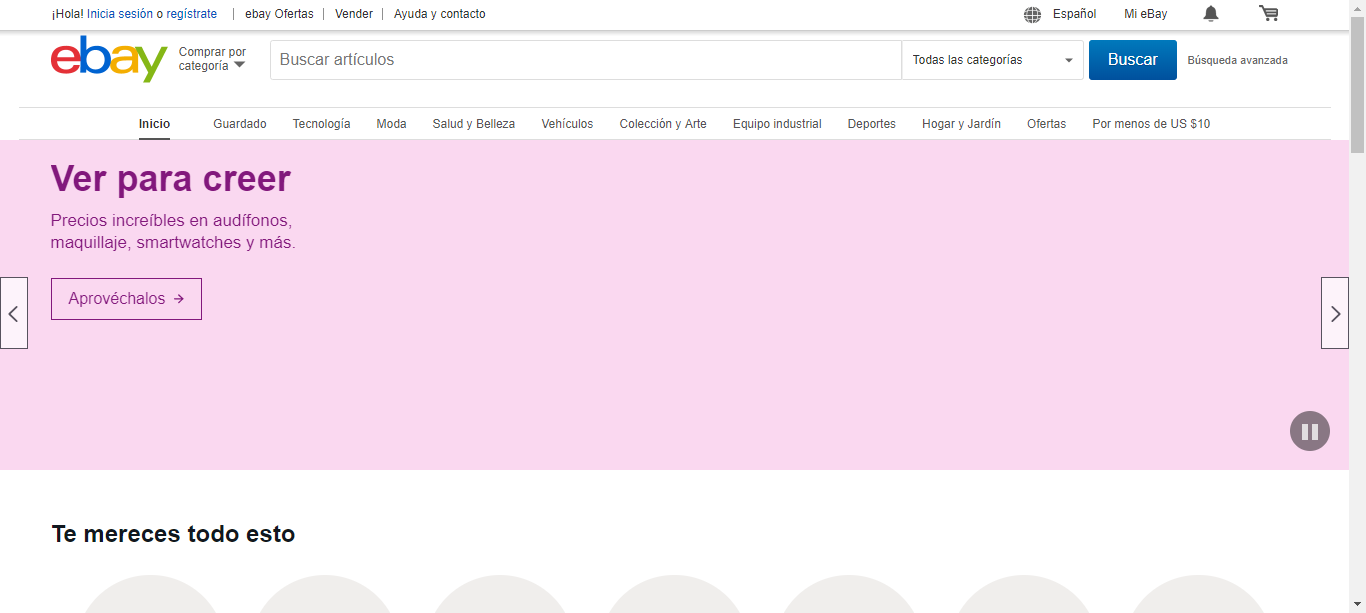 ¡Hola! Inicia sesión o regístrate | ebay Ofertas | Vender | Ayuda y contacto Español Mi eBay
ebay Comprar por categoría Buscar artículos Todas las categorías Buscar Búsqueda avanzada
Inicio Guardado Tecnología Moda Salud y Belleza Vehículos Colección y Arte Equipo industrial Deportes Hogar y Jardín Ofertas Por menos de US $10
Ver para creer
Precios increíbles en audífonos,
maquillaje, smartwatches y más.
Aprovéchalos →
Te mereces todo esto